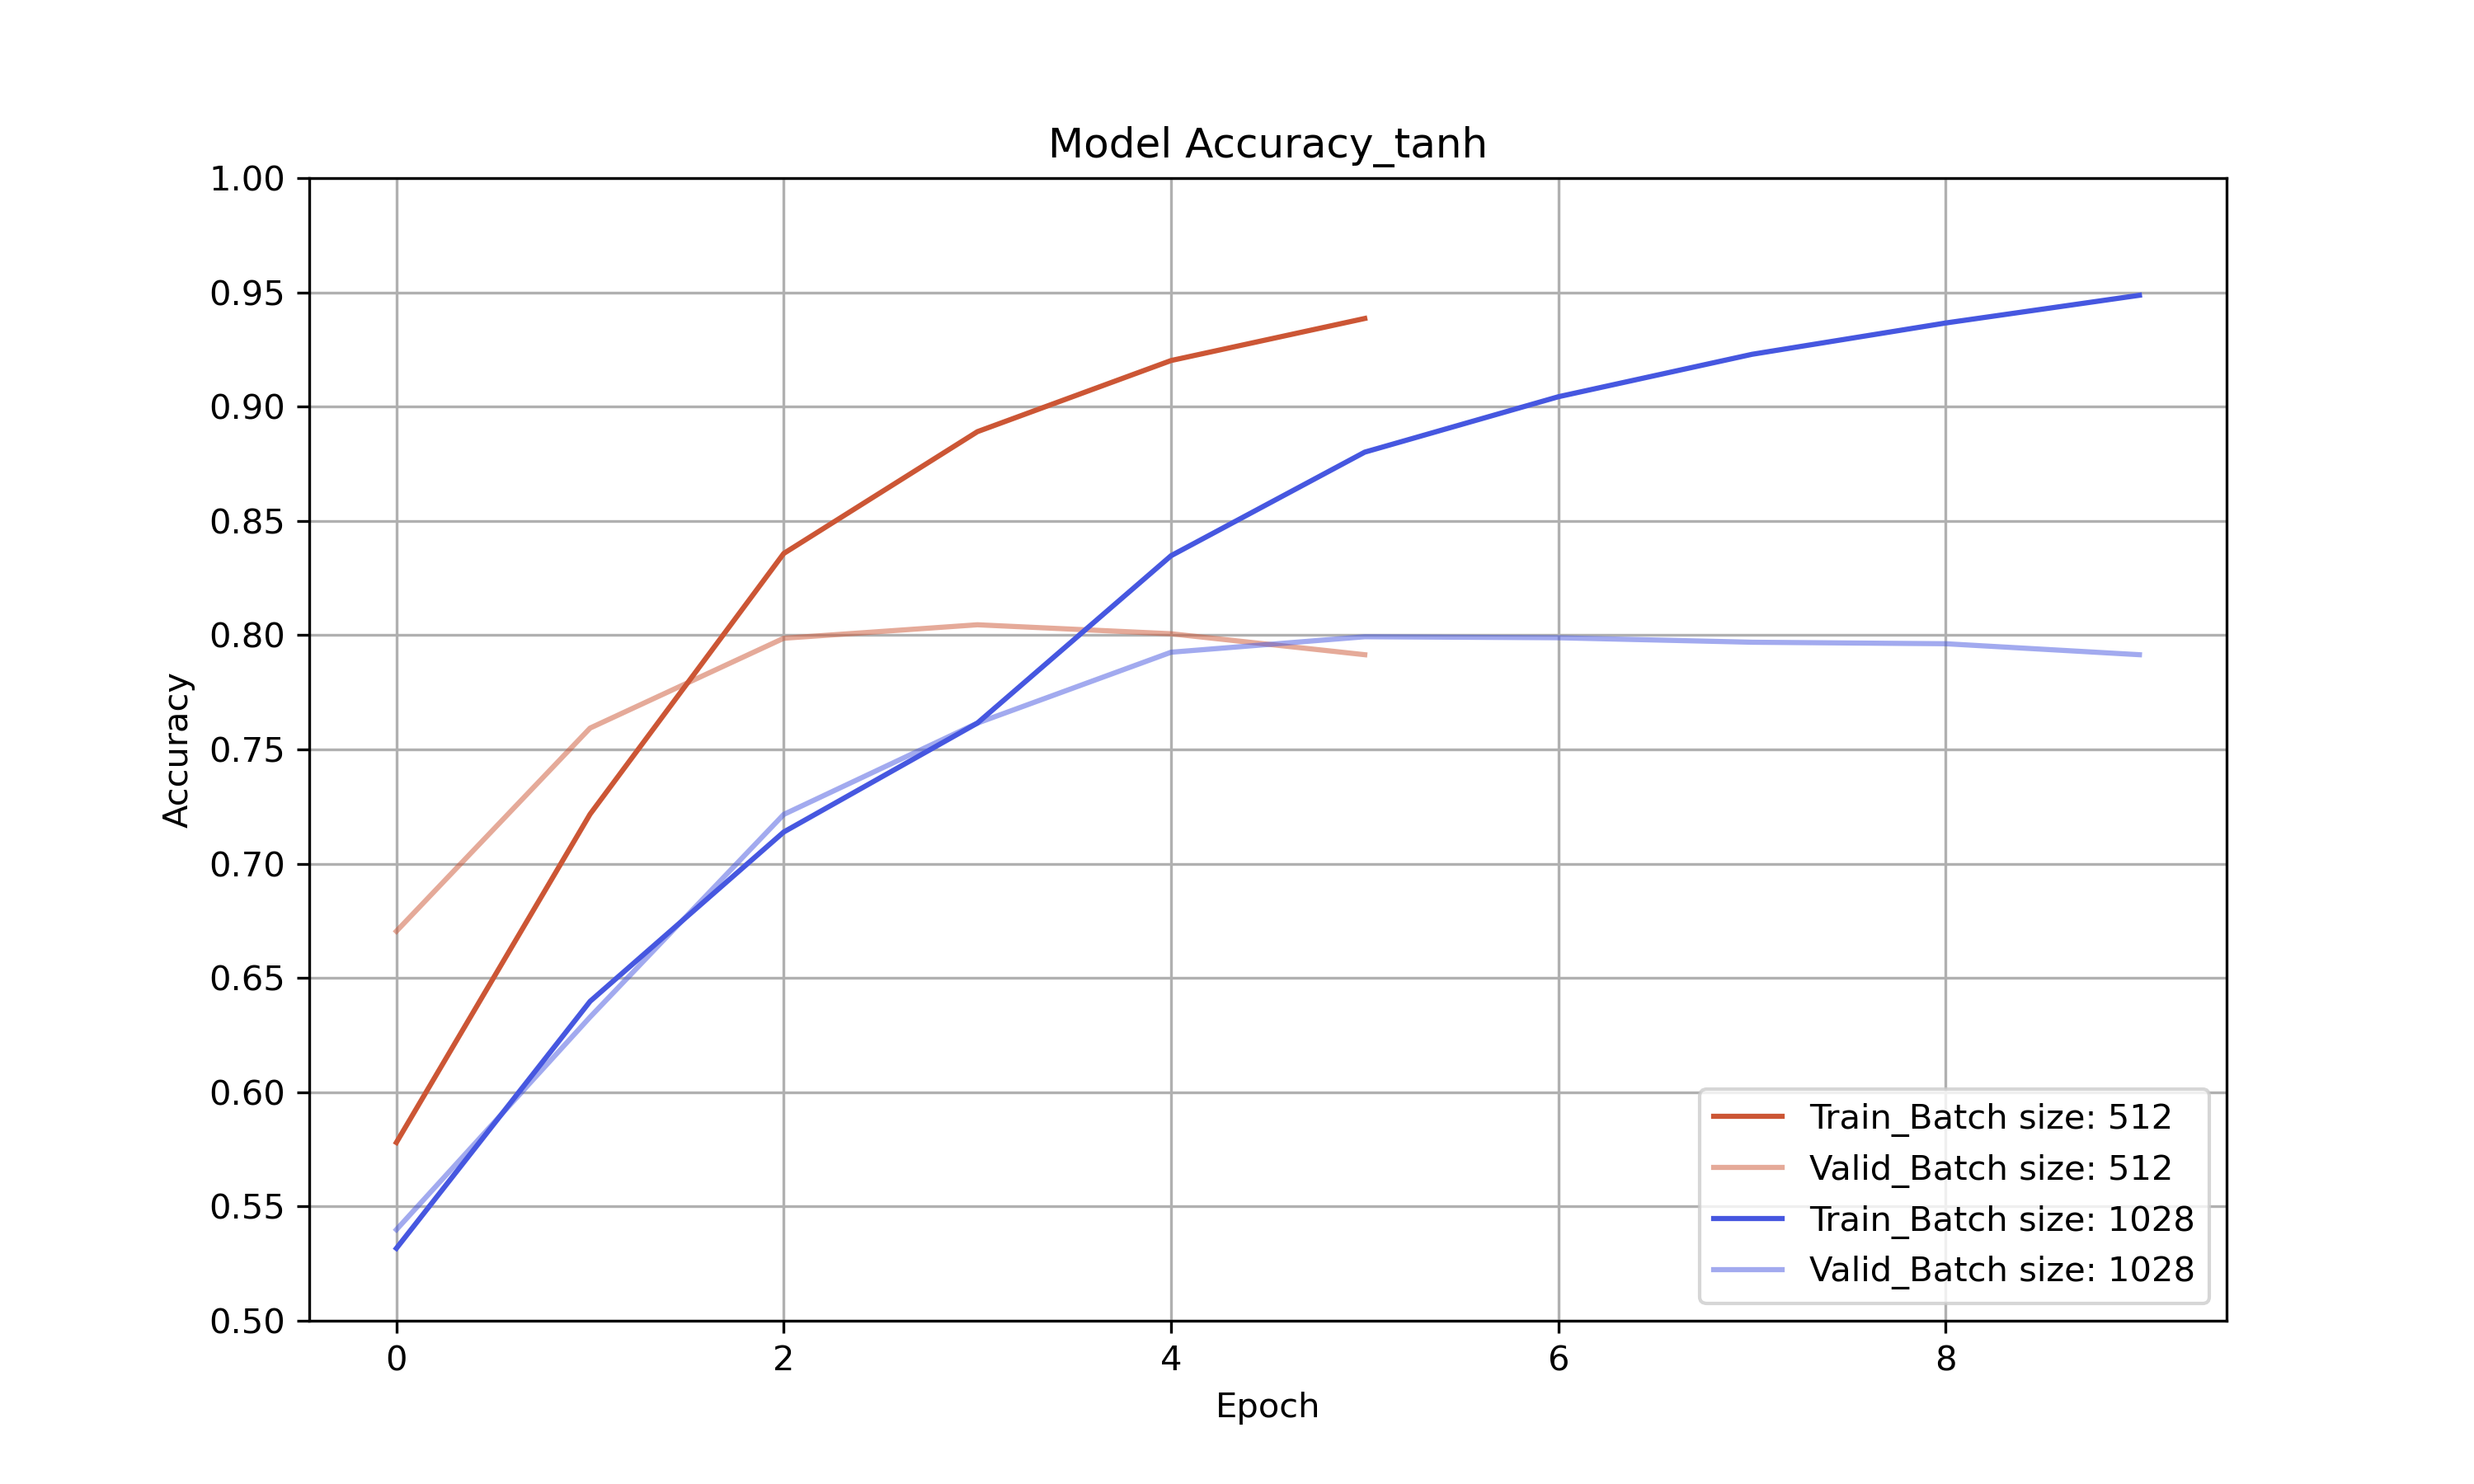 Model Accuracy_tanh
1.00
0.95
0.90
0.85
0.80
0.75
0.70
0.65
0.60
0.55
0.50
Accuracy
0 2 4 6 8
Epoch
Train_Batch size: 512
Valid_Batch size: 512
Train_Batch size: 1028
Valid_Batch size: 1028